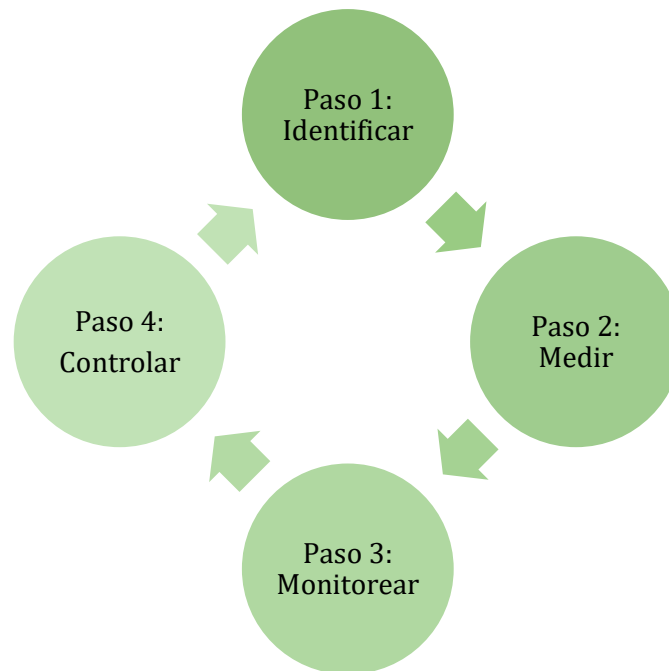 Paso 1:
Identificar
Paso 2:
Medir
Paso 3:
Monitorear
Paso 4:
Controlar